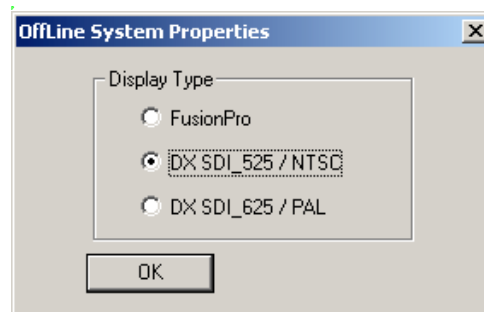 OffLine System Properties
Display Type
FusionPro
DX SDI_525 / NTSC
DX SDI_625 / PAL
OK